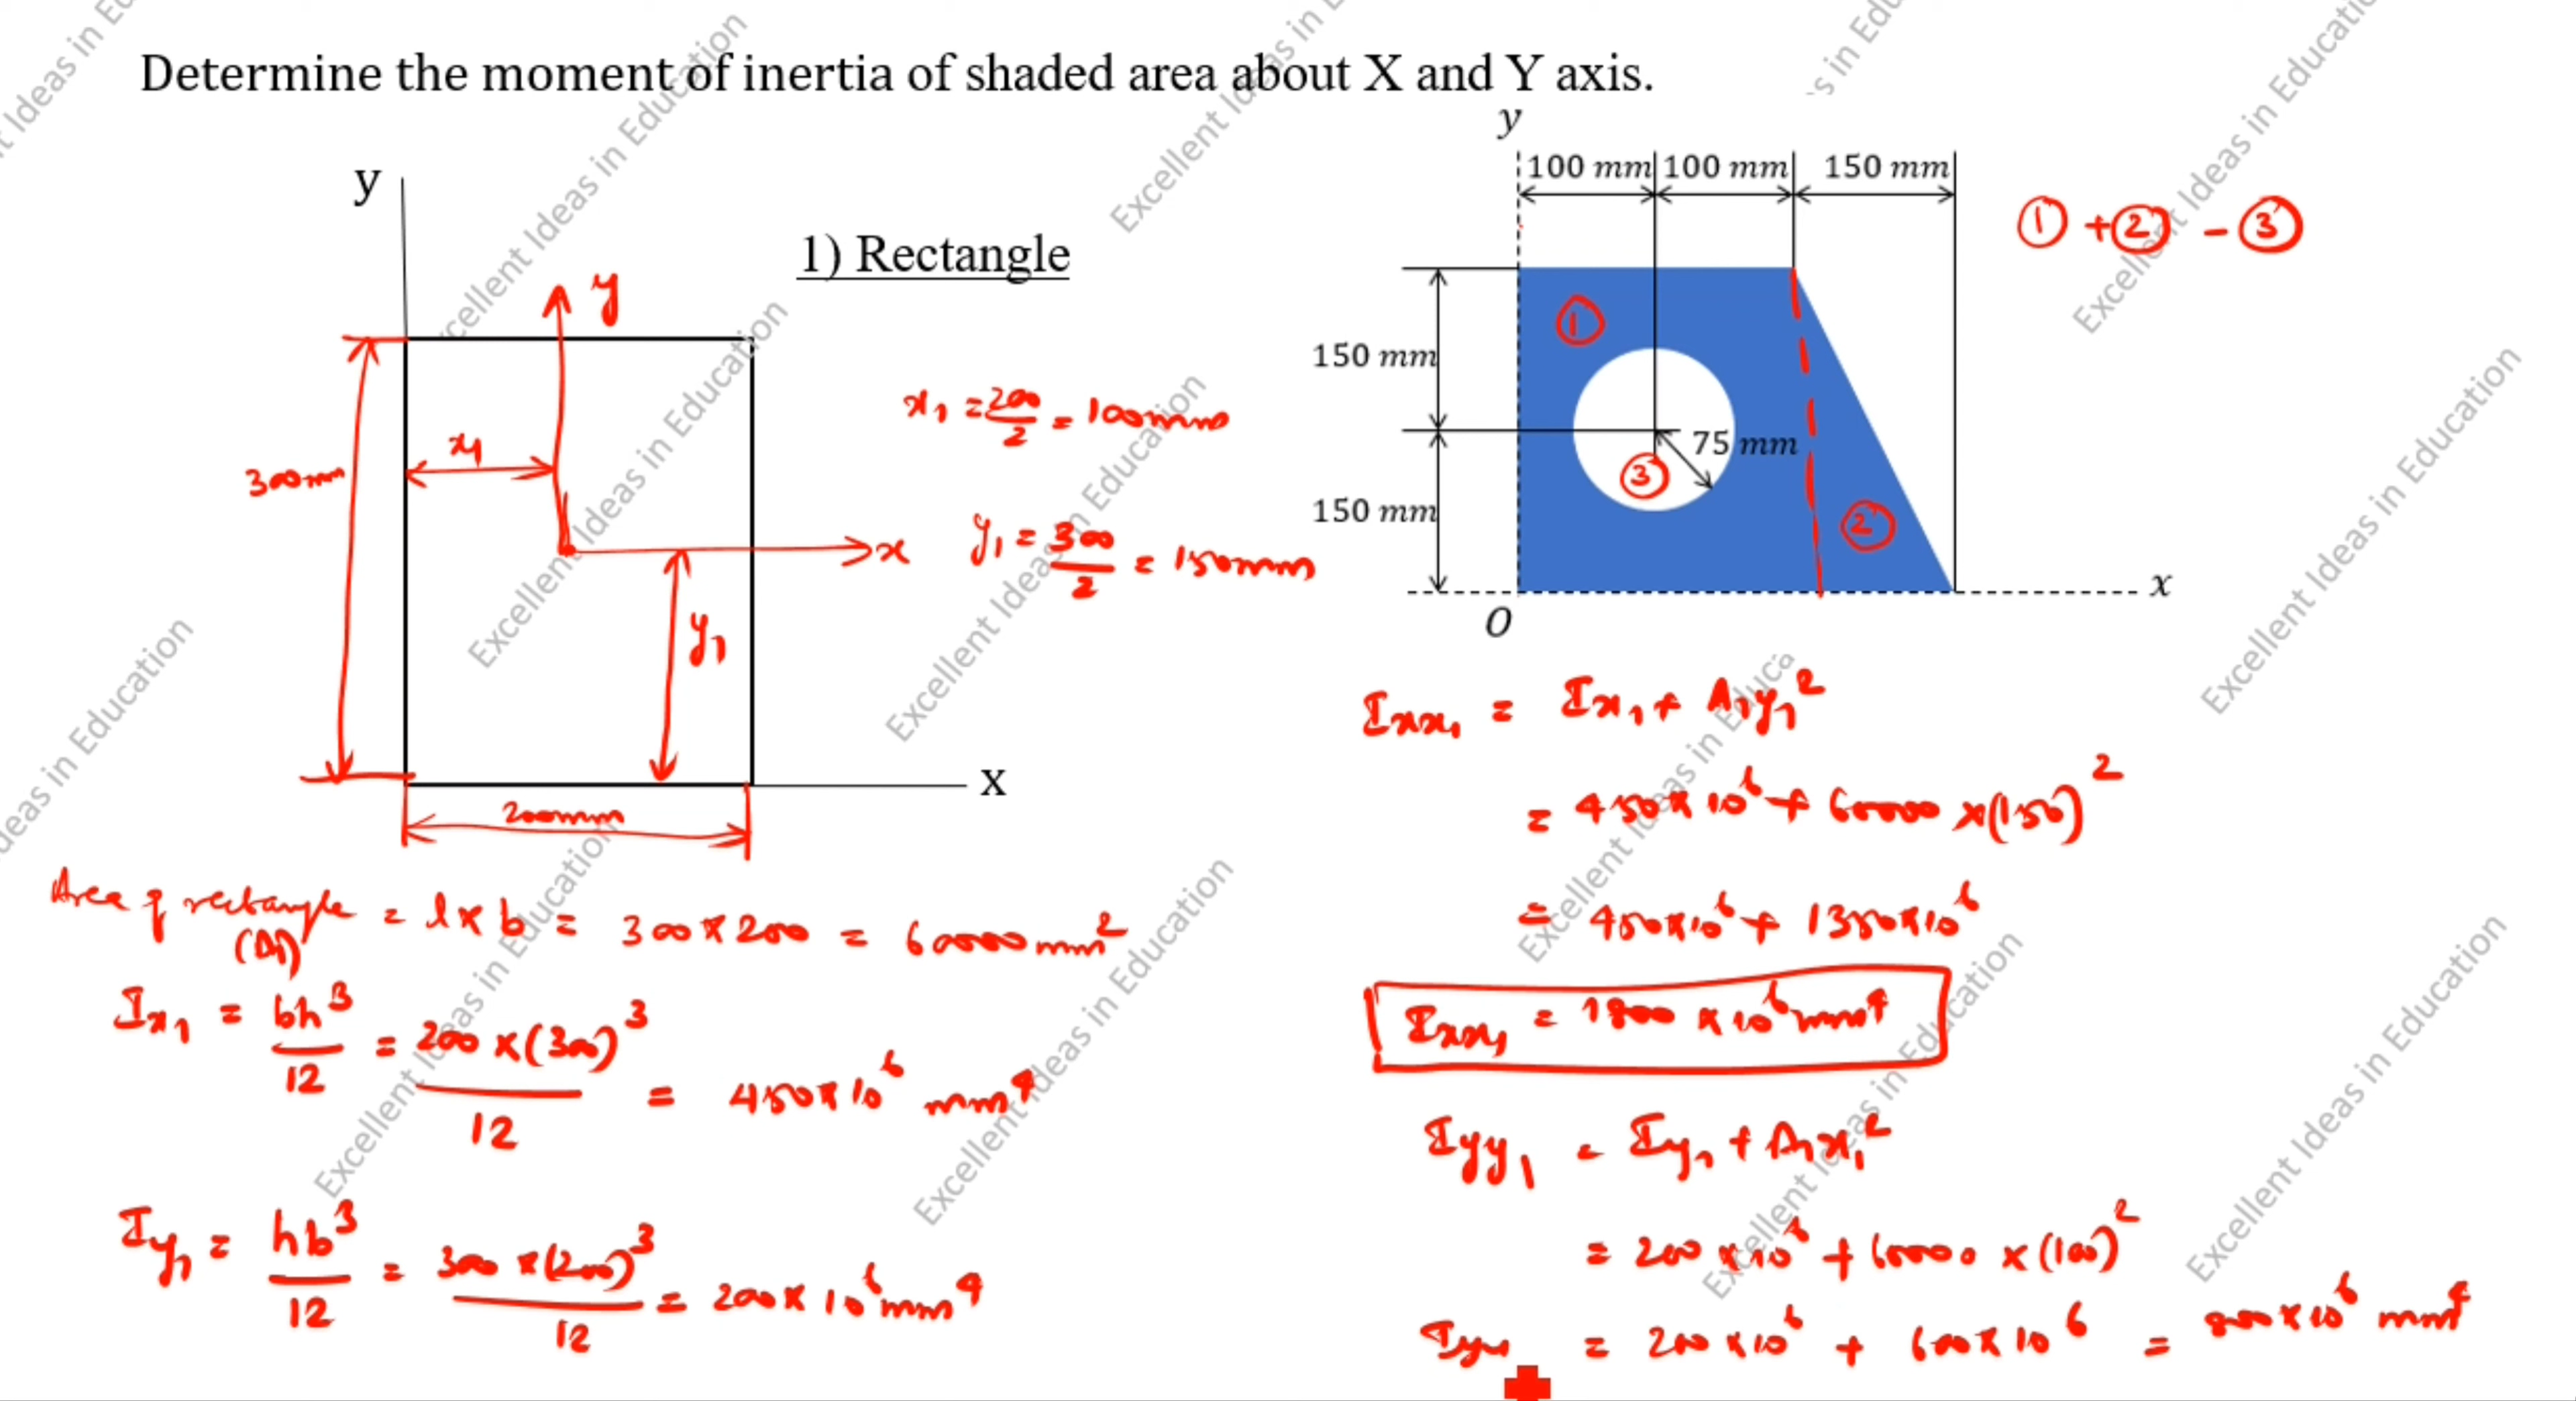 Determine the moment of inertia of shaded area about X and Y axis.
y
1) Rectangle
y
x₁
300mm
x₁ = 200/2 = 100mm
x
y₁ = 300/2 = 150mm
y₁
x
200mm
y
100 mm 100 mm 150 mm
① + ② - ③
①
150 mm
75 mm
③
150 mm
②
x
O
Area of rectangle = l × b = 300 × 200 = 60000 mm²
(A₁)
Ix₁ = bh³/12 = 200 × (300)³/12 = 450 × 10⁶ mm⁴
Iy₁ = hb³/12 = 300 × (200)³/12 = 200 × 10⁶ mm⁴
Ixx₁ = Ix₁ + A₁y₁²
= 450 × 10⁶ + 60000 × (150)²
= 450 × 10⁶ + 1350 × 10⁶
Ixx₁ = 1800 × 10⁶ mm⁴
Iyy₁ = Iy₁ + A₁x₁²
= 200 × 10⁶ + 60000 × (100)²
Iyy₁ = 200 × 10⁶ + 600 × 10⁶ = 800 × 10⁶ mm⁴
Excellent Ideas in Education